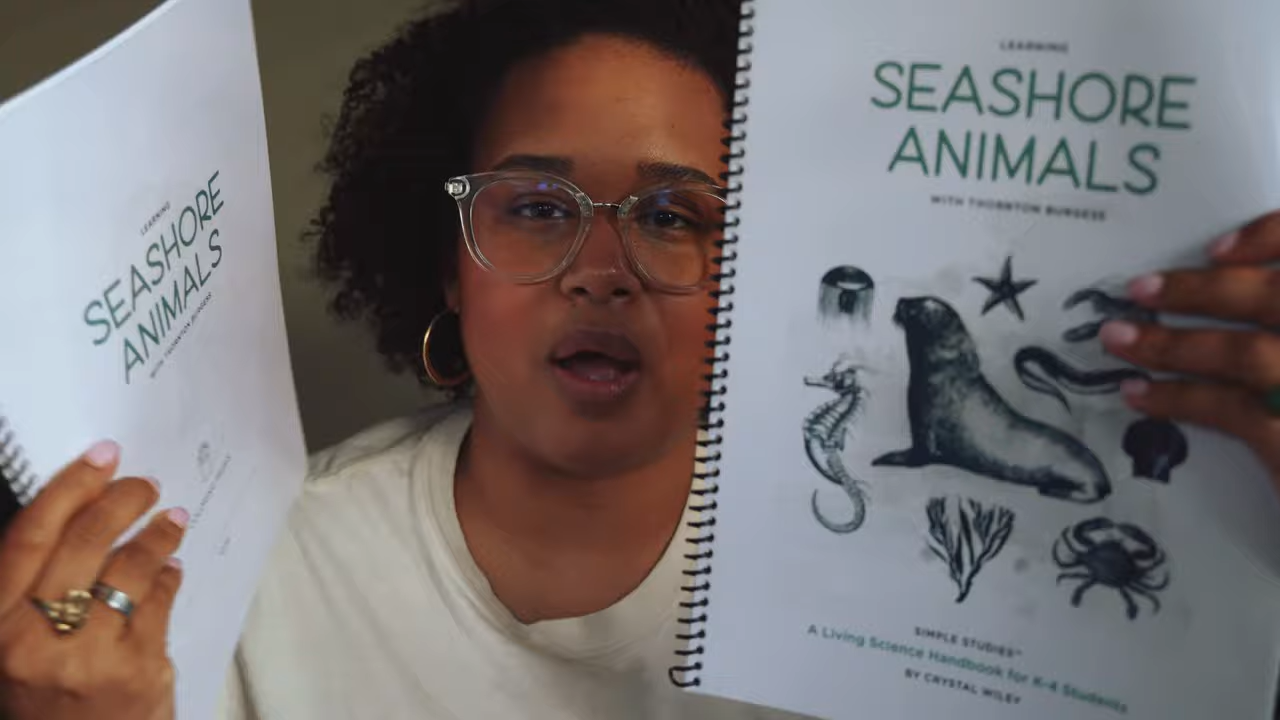 LEARNING
SEASHORE
ANIMALS
WITH THORNTON BURGESS
LEARNING
SEASHORE
ANIMALS
WITH THORNTON BURGESS
SIMPLE STUDIES™
A Living Science Handbook for K-4 Students
BY CRYSTAL WILEY